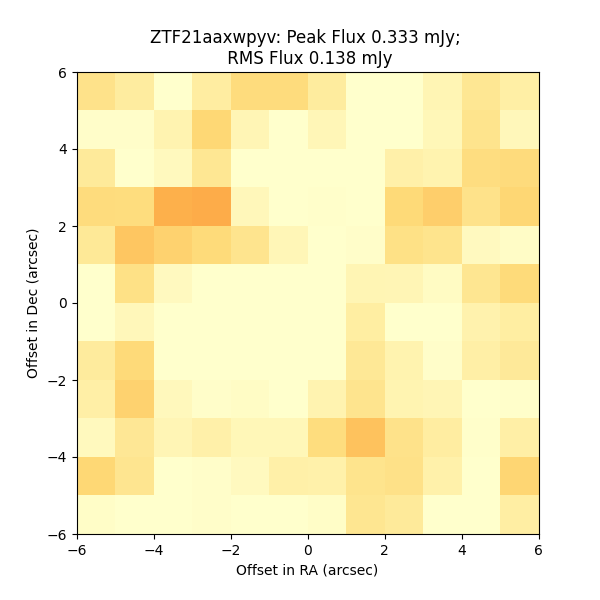 ZTF21aaxwpyv: Peak Flux 0.333 mJy;
RMS Flux 0.138 mJy
6
4
2
0
−2
−4
−6
Offset in Dec (arcsec)
−6 −4 −2 0 2 4 6
Offset in RA (arcsec)